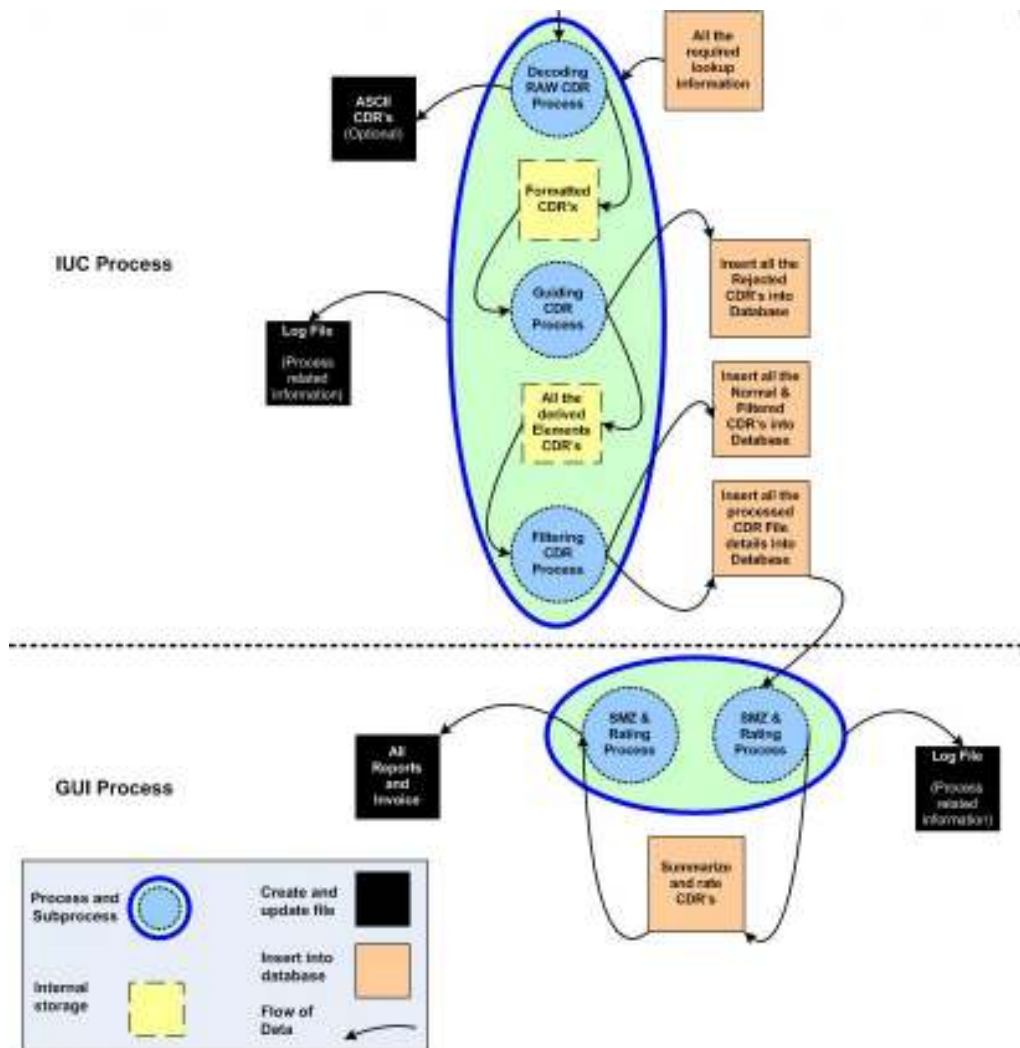 All the
required
lookup
information
Decoding
RAW CDR
Process
ASCII
CDR's
(Optional)
Formatted
CDR's
IUC Process
Insert all the
Rejected
CDR's into
Database
Guiding
CDR
Process
Log File
(Process
related
information)
Insert all the
Normal &
Filtered
CDR's into
Database
All the
derived
Elements
CDR's
Insert all the
processed
CDR File
details into
Database
Filtering
CDR
Process
SMZ &
Rating
Process
SMZ &
Rating
Process
All
Reports
and
Invoice
Log File
(Process
related
information)
GUI Process
Summarize
and rate
CDR's
Process and
Subprocess
Create and
update file
Insert into
database
Internal
storage
Flow of
Data